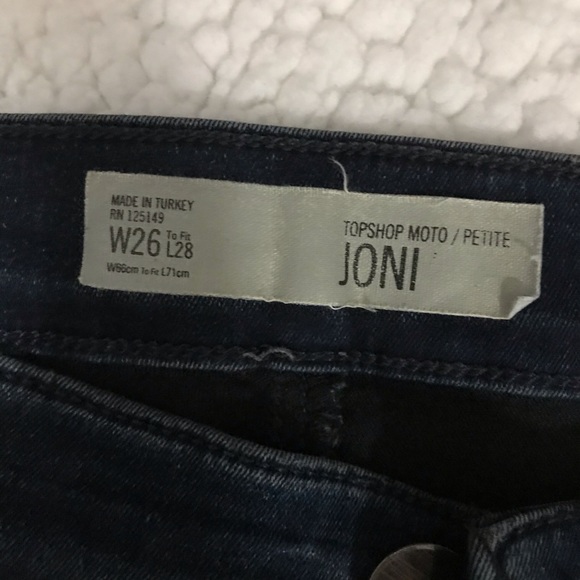 MADE IN TURKEY
RN 125149
W26 To Fit L28
W66cm To Fit L71cm
TOPSHOP MOTO / PETITE
JONI